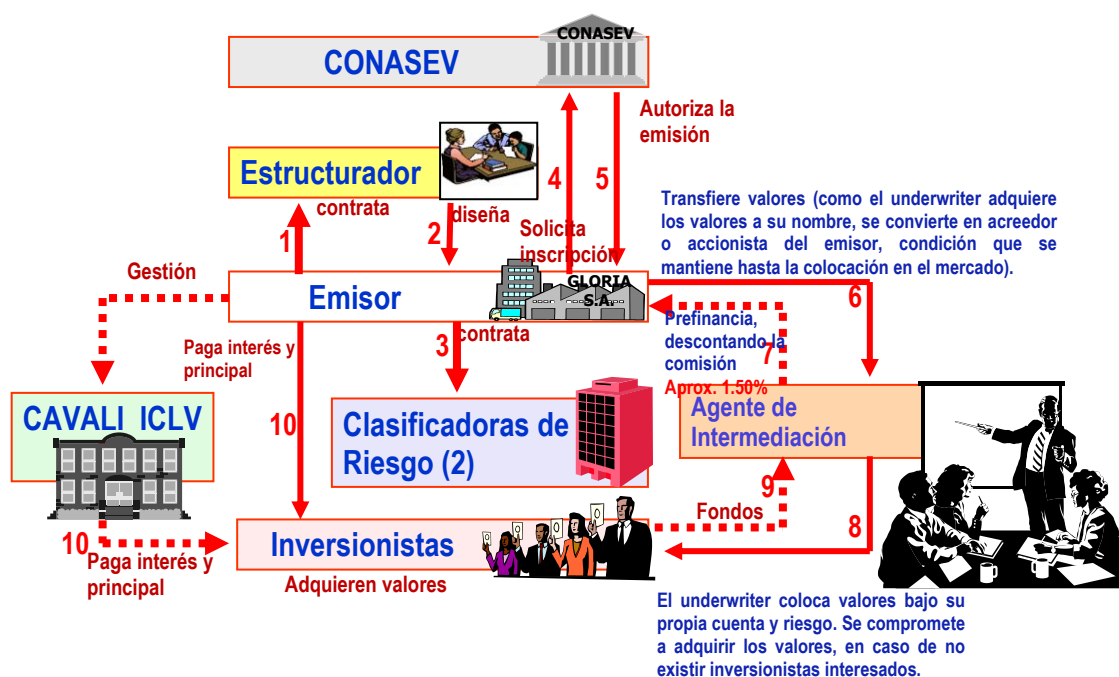 CONASEV
CONASEV
Autoriza la
emisión
Estructurador
contrata
1
2
diseña
4
5
Solicita
inscripción
Transfiere valores (como el underwriter adquiere
los valores a su nombre, se convierte en acreedor
o accionista del emisor, condición que se
mantiene hasta la colocación en el mercado).
Gestión
Emisor
GLORIA
S.A.
6
contrata
3
Paga interés y
principal
10
Prefinancia,
descontando la
comisión
7
Aprox. 1.50%
CAVALI ICLV
Clasificadoras de
Riesgo (2)
Agente de
Intermediación
9
Fondos
8
10
Paga interés y
principal
Inversionistas
Adquieren valores
El underwriter coloca valores bajo su
propia cuenta y riesgo. Se compromete
a adquirir los valores, en caso de no
existir inversionistas interesados.